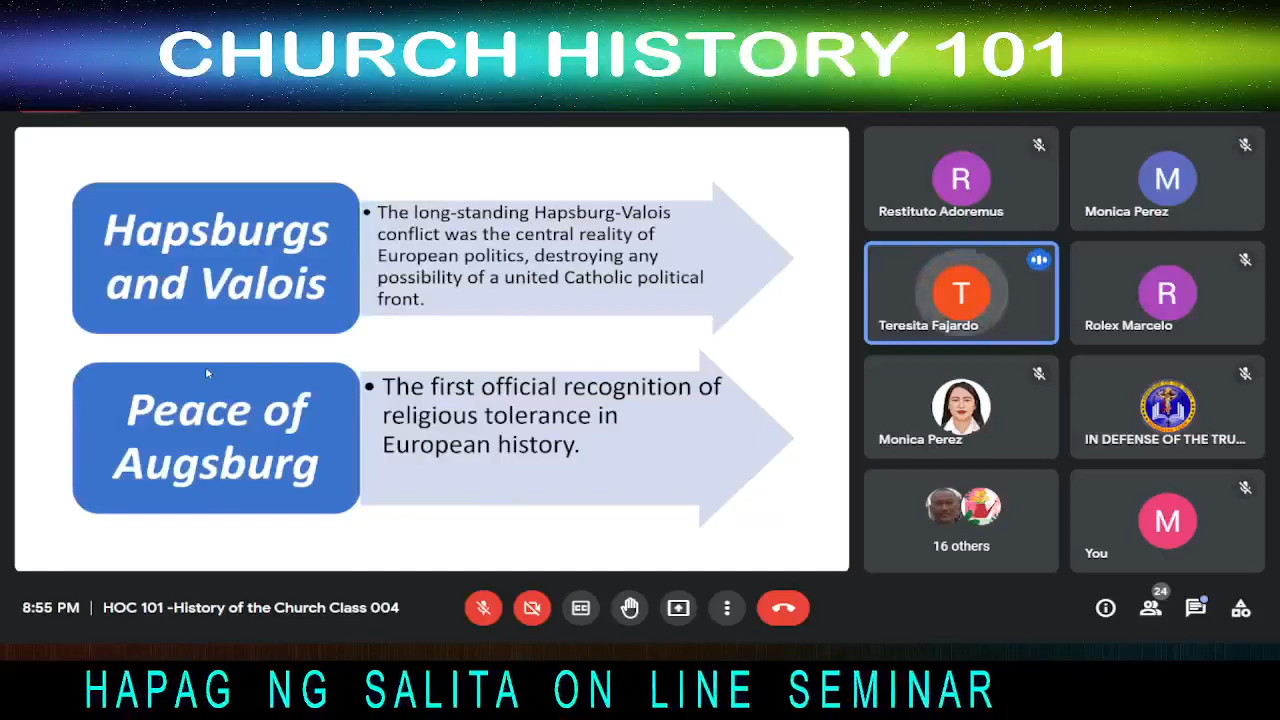 CHURCH HISTORY 101
Hapsburgs
and Valois
• The long-standing Hapsburg-Valois
conflict was the central reality of
European politics, destroying any
possibility of a united Catholic political
front.
Peace of
Augsburg
• The first official recognition of
religious tolerance in
European history.
R
Restituto Adoremus
M
Monica Perez
T
Teresita Fajardo
R
Rolex Marcelo
Monica Perez
IN DEFENSE OF THE TRU...
16 others
M
You
8:55 PM | HOC 101 -History of the Church Class 004
CC
24
HAPAG NG SALITA ON LINE SEMINAR